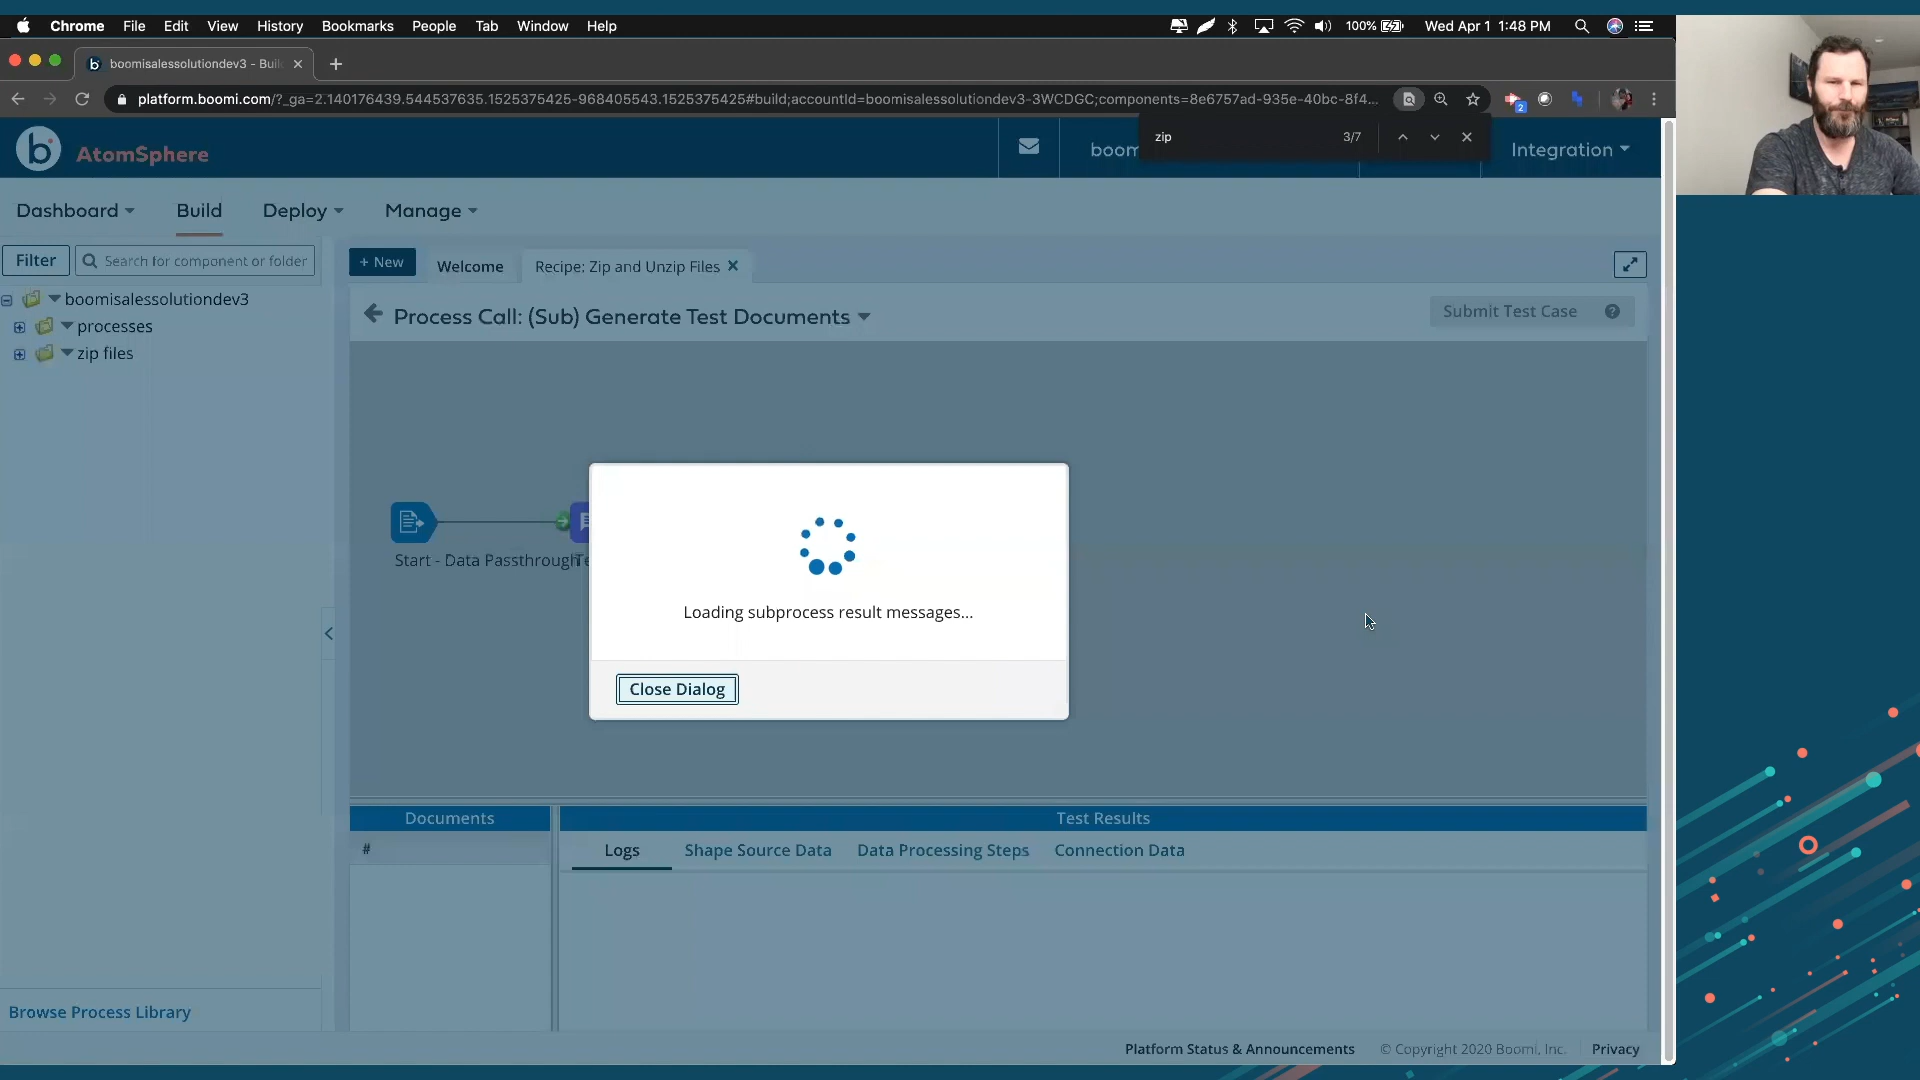 Chrome File Edit View History Bookmarks People Tab Window Help 100% Wed Apr 1 1:48 PM
boomisalessolutiondev3 - Buil
platform.boomi.com/?_ga=2.140176439.544537635.1525375425-968405543.1525375425#build;accountId=boomisalessolutiondev3-3WCDGC;components=8e6757ad-935e-40bc-8f4... 2
zip 3/7
b AtomSphere boom Integration
Dashboard Build Deploy Manage
Filter Search for component or folder
+ New Welcome Recipe: Zip and Unzip Files
boomisalessolutiondev3
processes
zip files
Process Call: (Sub) Generate Test Documents Submit Test Case ?
Start - Data Passthrough
Loading subprocess result messages...
Close Dialog
Documents Test Results
# Logs Shape Source Data Data Processing Steps Connection Data
Browse Process Library
Platform Status & Announcements © Copyright 2020 Boomi, Inc. Privacy